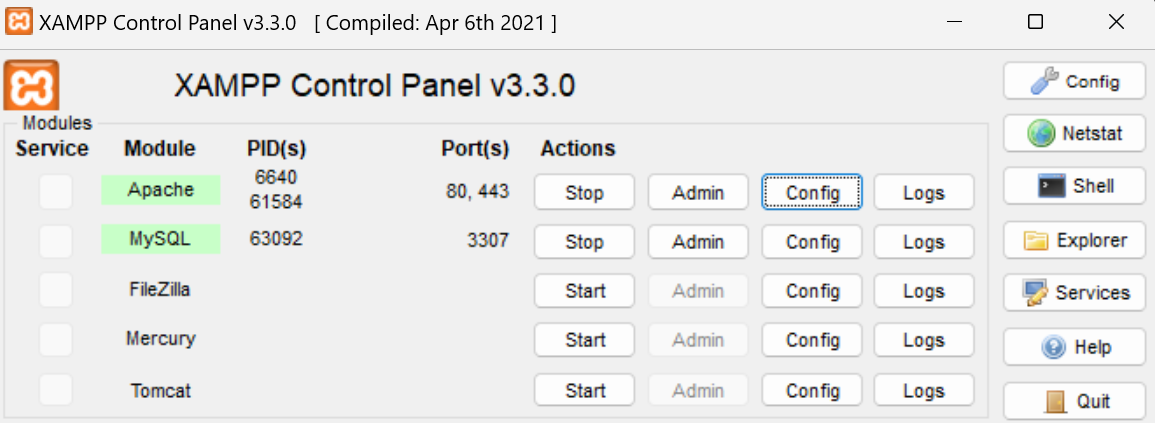 XAMPP Control Panel v3.3.0 [ Compiled: Apr 6th 2021 ]
XAMPP Control Panel v3.3.0
Modules
Service Module PID(s) Port(s) Actions
Apache 6640 61584 80, 443 Stop Admin Config Logs
MySQL 63092 3307 Stop Admin Config Logs
FileZilla Start Admin Config Logs
Mercury Start Admin Config Logs
Tomcat Start Admin Config Logs
Config
Netstat
Shell
Explorer
Services
Help
Quit